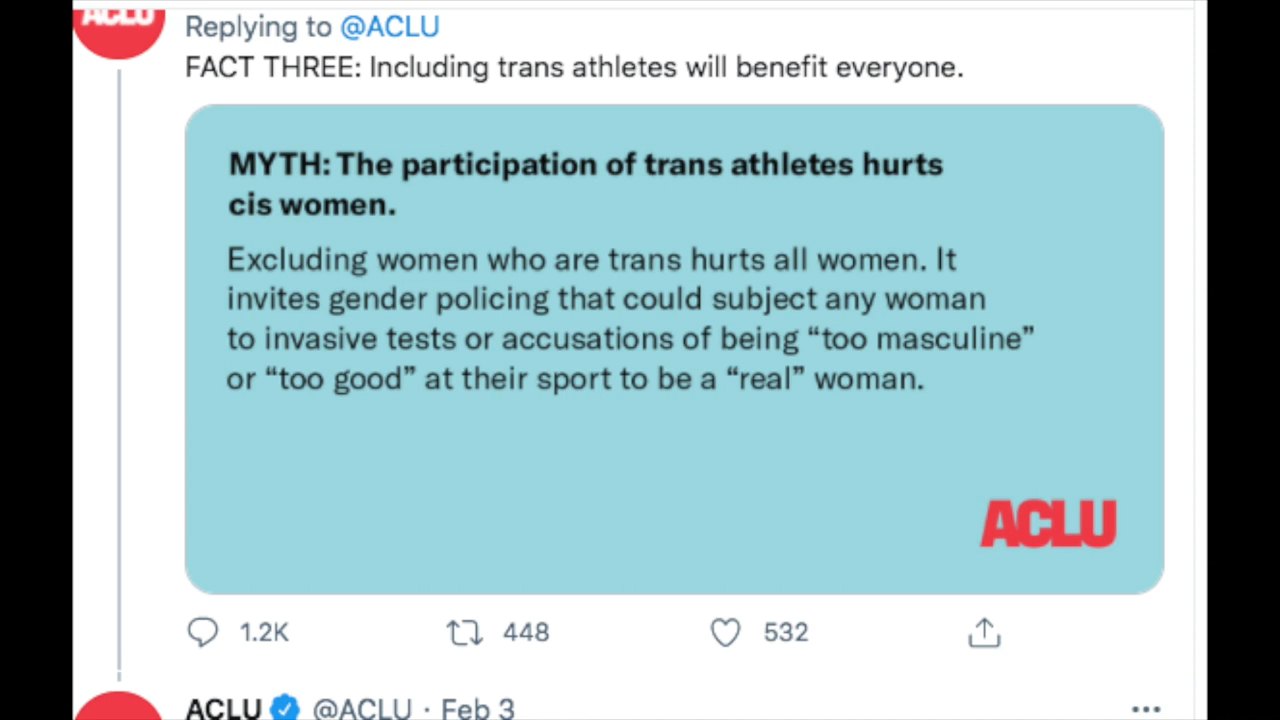 ACLU
Replying to @ACLU
FACT THREE: Including trans athletes will benefit everyone.
MYTH: The participation of trans athletes hurts
cis women.
Excluding women who are trans hurts all women. It
invites gender policing that could subject any woman
to invasive tests or accusations of being “too masculine”
or “too good” at their sport to be a “real” woman.
ACLU
1.2K 448 532
ACLU @ACLU · Feb 3